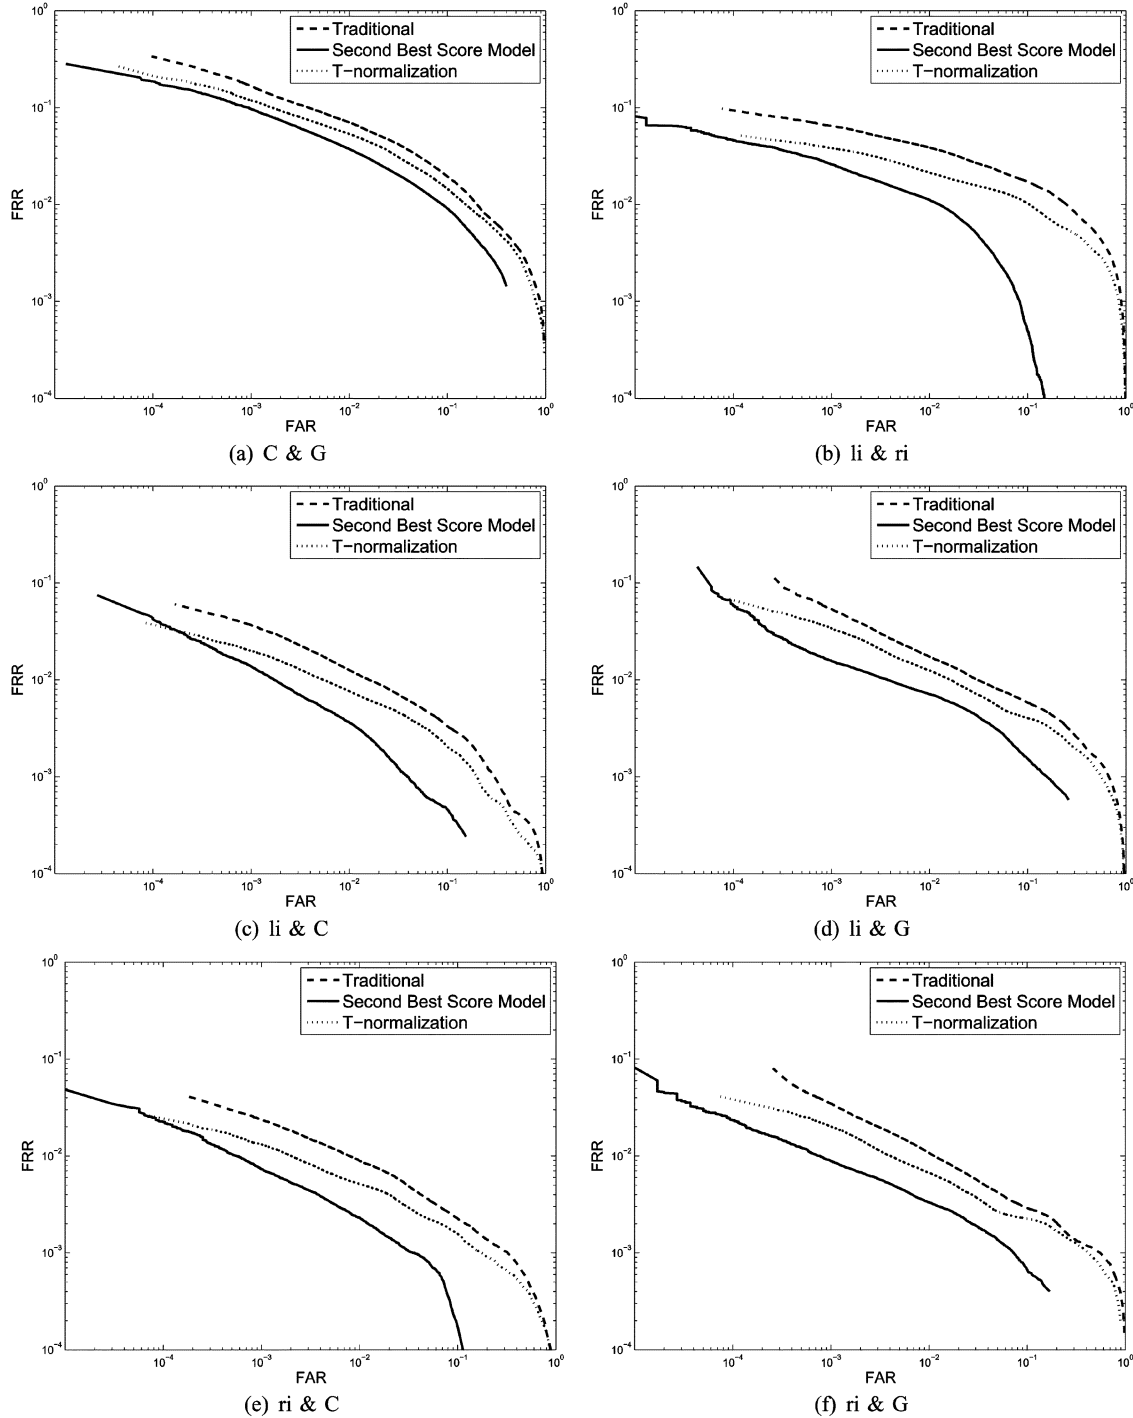 10^0
Traditional
Second Best Score Model
T−normalization
10^−1
FRR
10^−2
10^−3
10^−4
10^−4 10^−3 10^−2 10^−1 10^0
FAR
(a) C & G
10^0
Traditional
Second Best Score Model
T−normalization
10^−1
FRR
10^−2
10^−3
10^−4
10^−4 10^−3 10^−2 10^−1 10^0
FAR
(b) li & ri
10^0
Traditional
Second Best Score Model
T−normalization
10^−1
FRR
10^−2
10^−3
10^−4
10^−4 10^−3 10^−2 10^−1 10^0
FAR
(c) li & C
10^0
Traditional
Second Best Score Model
T−normalization
10^−1
FRR
10^−2
10^−3
10^−4
10^−4 10^−3 10^−2 10^−1 10^0
FAR
(d) li & G
10^0
Traditional
Second Best Score Model
T−normalization
10^−1
FRR
10^−2
10^−3
10^−4
10^−4 10^−3 10^−2 10^−1 10^0
FAR
(e) ri & C
10^0
Traditional
Second Best Score Model
T−normalization
10^−1
FRR
10^−2
10^−3
10^−4
10^−4 10^−3 10^−2 10^−1 10^0
FAR
(f) ri & G